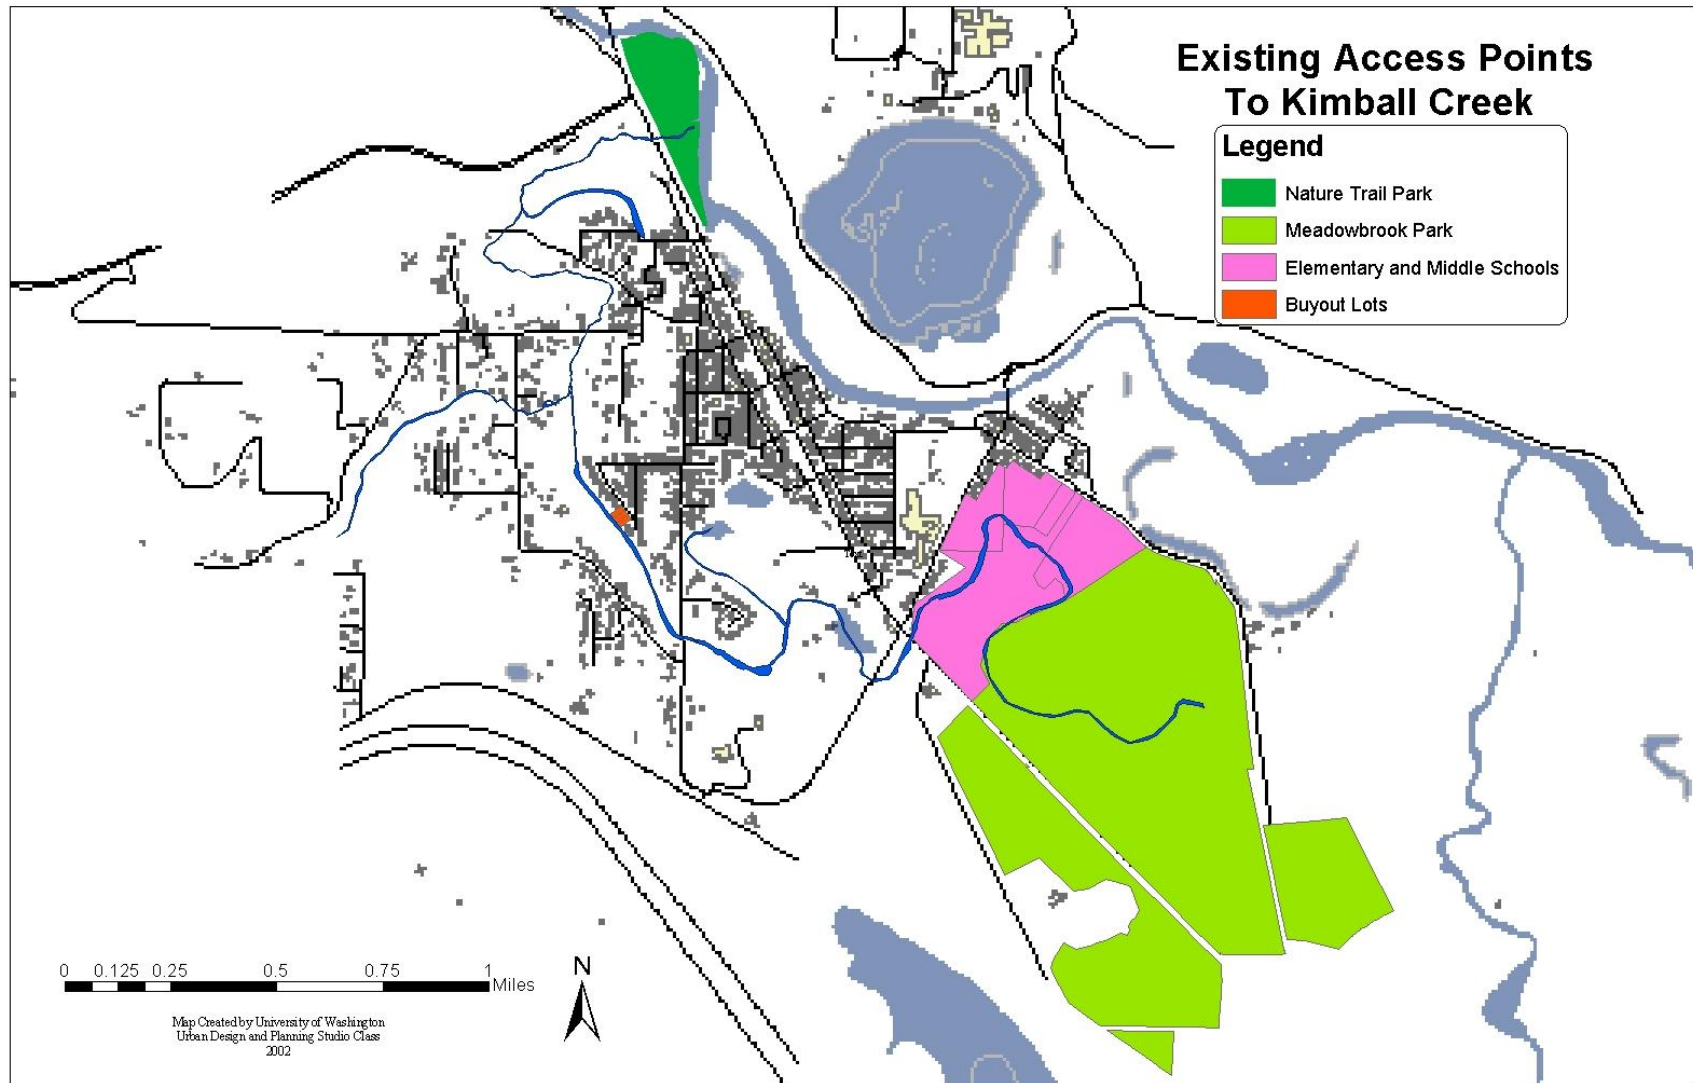 Existing Access Points
To Kimball Creek
Legend
Nature Trail Park
Meadowbrook Park
Elementary and Middle Schools
Buyout Lots
0 0.125 0.25 0.5 0.75 1
Miles
N
Map Created by University of Washington
Urban Design and Planning Studio Class
2002